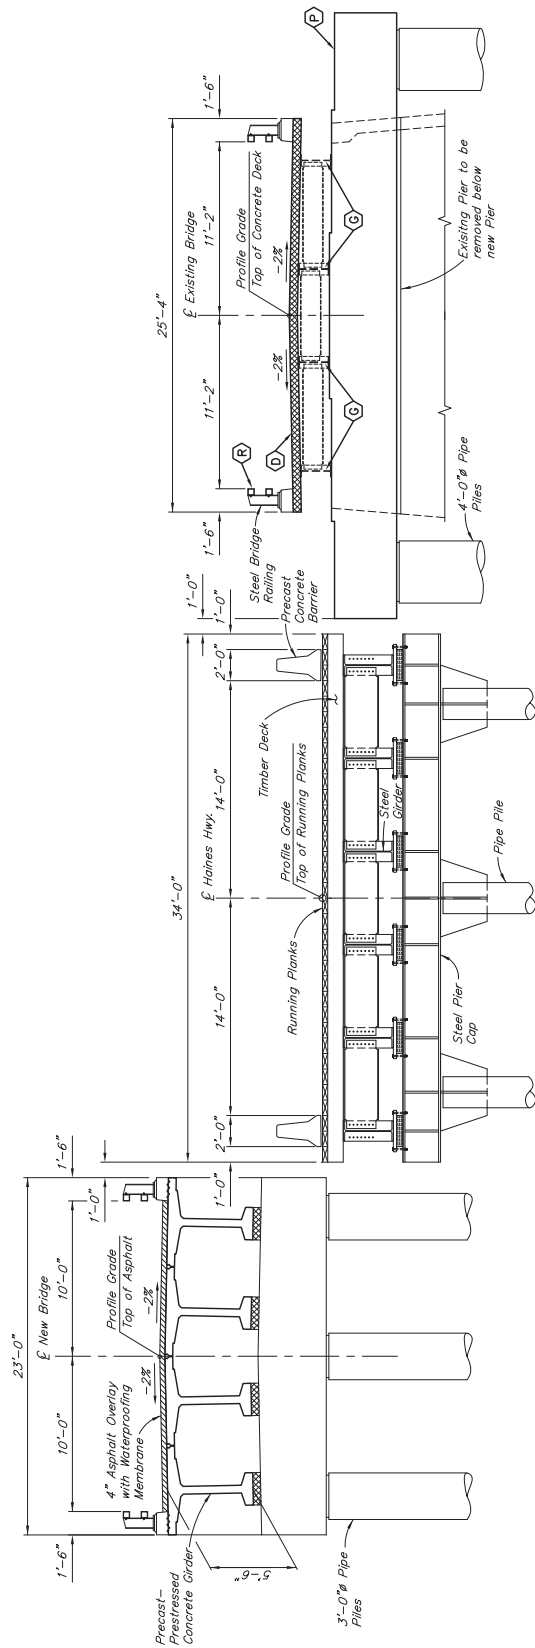 23'-0"
1'-6"
10'-0"
℄ New Bridge
10'-0"
1'-6"
1'-0"
4" Asphalt Overlay
with Waterproofing
Membrane
Profile Grade
Top of Asphalt
-2%
-2%
Precast-
Prestressed
Concrete Girder
5'-6"
3'-0"ø Pipe
Piles
34'-0"
1'-0"
2'-0"
14'-0"
℄ Haines Hwy.
14'-0"
2'-0"
1'-0"
1'-0"
Running Planks
Profile Grade
Top of Running Planks
Timber Deck
Precast
Concrete
Barrier
Steel
Girder
Steel Pier
Cap
Pipe Pile
25'-4"
1'-6"
11'-2"
℄ Existing Bridge
11'-2"
1'-6"
Steel Bridge
Railing
R
D
Profile Grade
Top of Concrete Deck
-2%
-2%
G
G
P
4'-0"ø Pipe
Piles
Exisitng Pier to be
removed below
new Pier